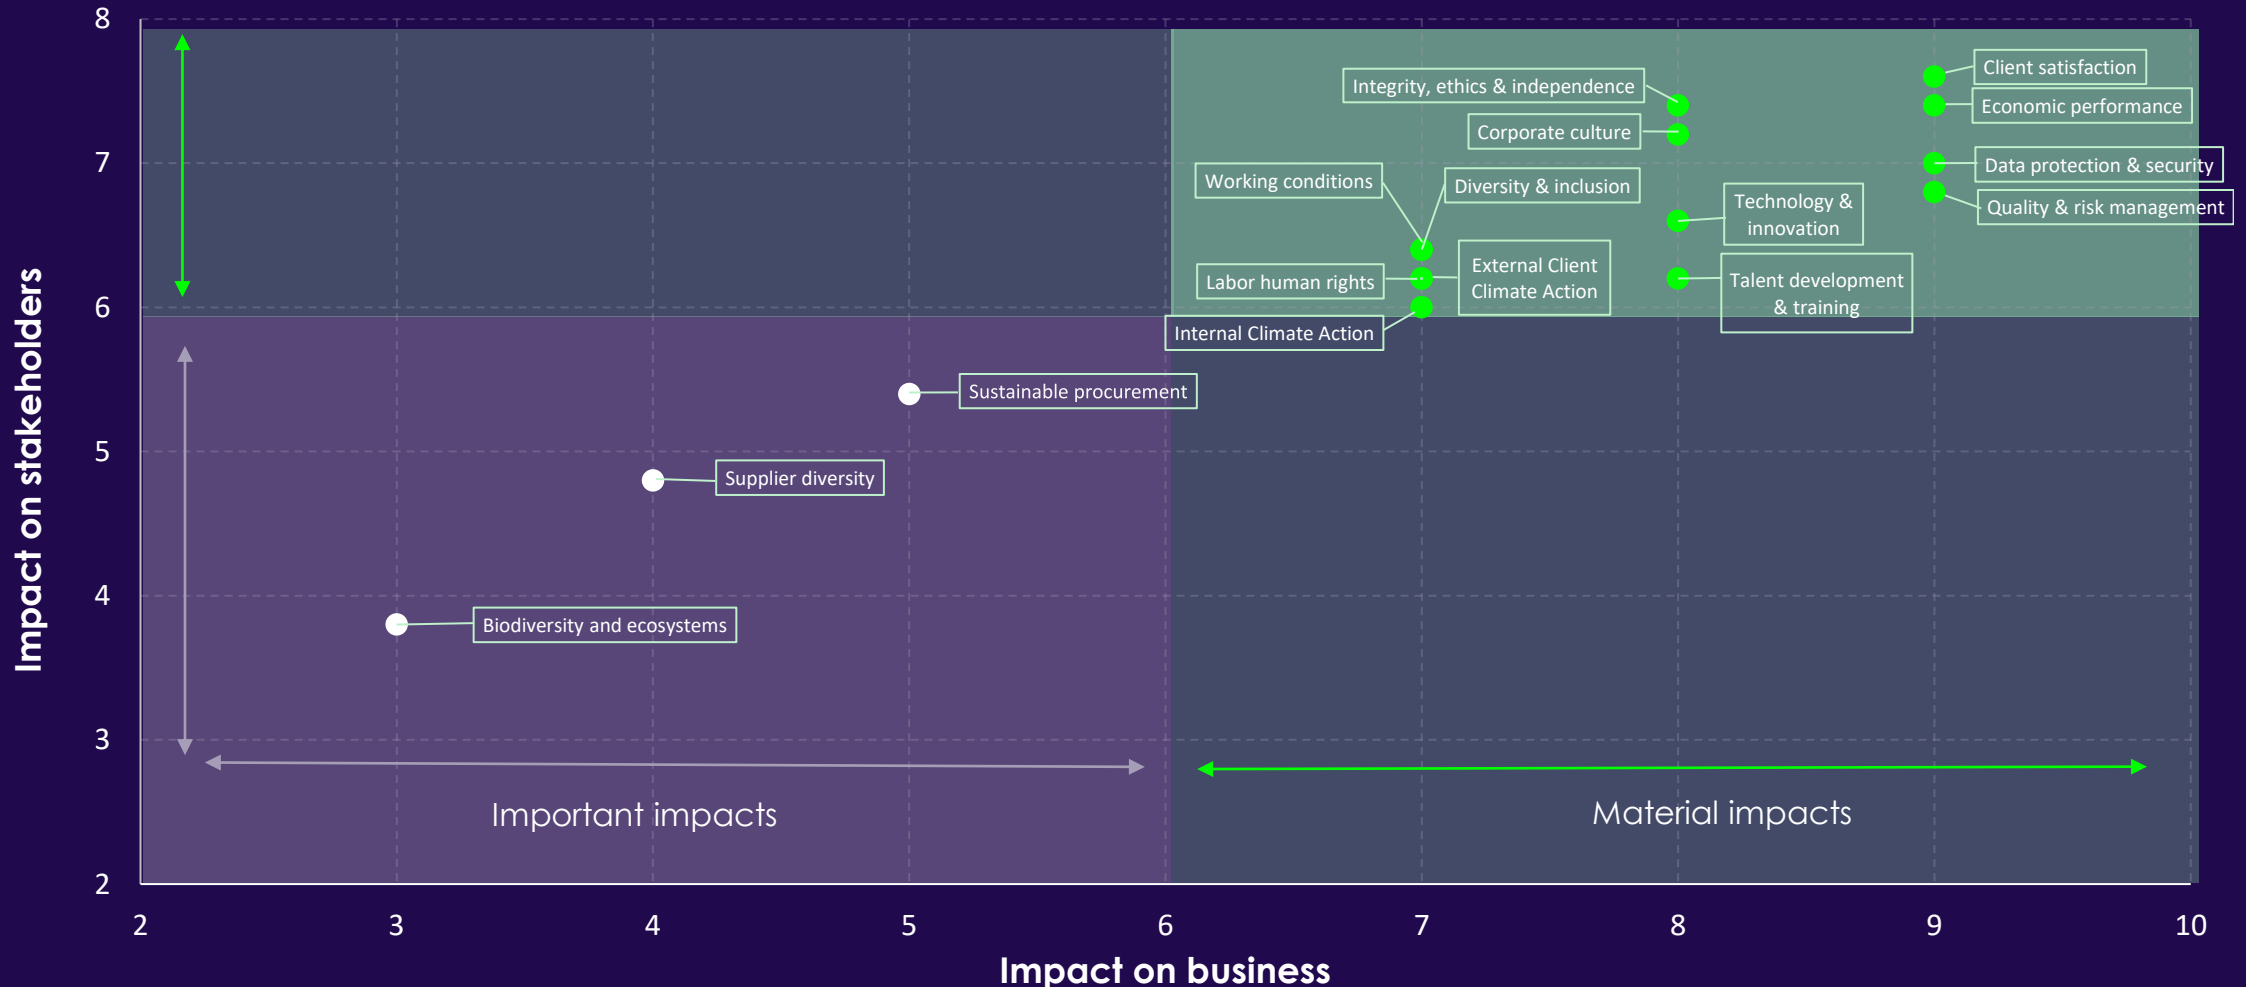 8
7
6
5
4
3
2
Impact on stakeholders
Client satisfaction
Integrity, ethics & independence
Economic performance
Corporate culture
Data protection & security
Working conditions
Diversity & inclusion
Technology &
innovation
Quality & risk management
External Client
Climate Action
Labor human rights
Talent development
& training
Internal Climate Action
Sustainable procurement
Supplier diversity
Biodiversity and ecosystems
Important impacts
Material impacts
2
3
4
5
6
7
8
9
10
Impact on business